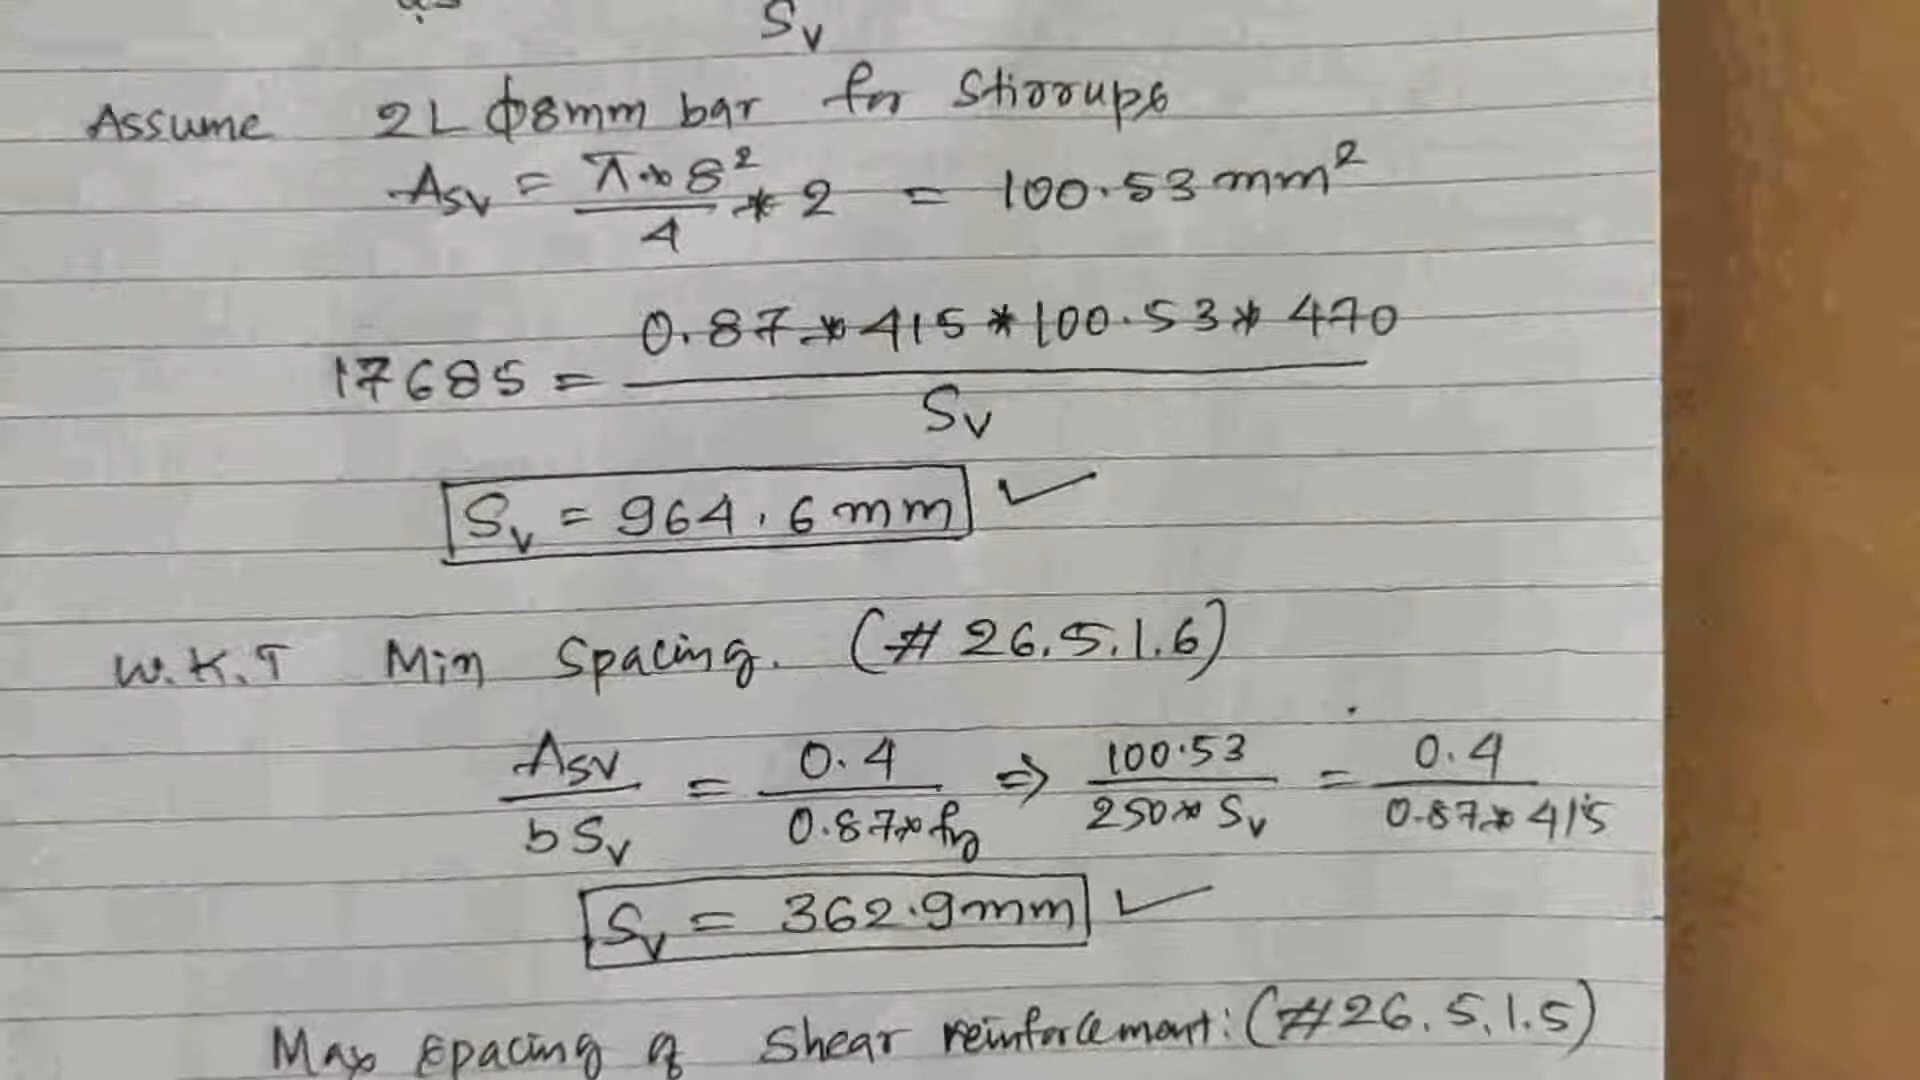 Sv
Assume 2L ф8mm bar for Stirrups
Asv = π*8²/4 * 2 = 100.53 mm²
17685 = 0.87*415*100.53*470/Sv
Sv = 964.6mm ✓
W.K.T Min Spacing. (#26.5.1.6)
Asv/bSv = 0.4/0.87*fy ⇒ 100.53/250*Sv = 0.4/0.87*415
Sv = 362.9mm ✓
Max spacing of Shear reinforcement: (#26.5.1.5)